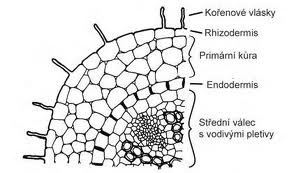 Kořenové vlásky
Rhizodermis
Primární kůra
Endodermis
Střední válec
s vodivými pletivy